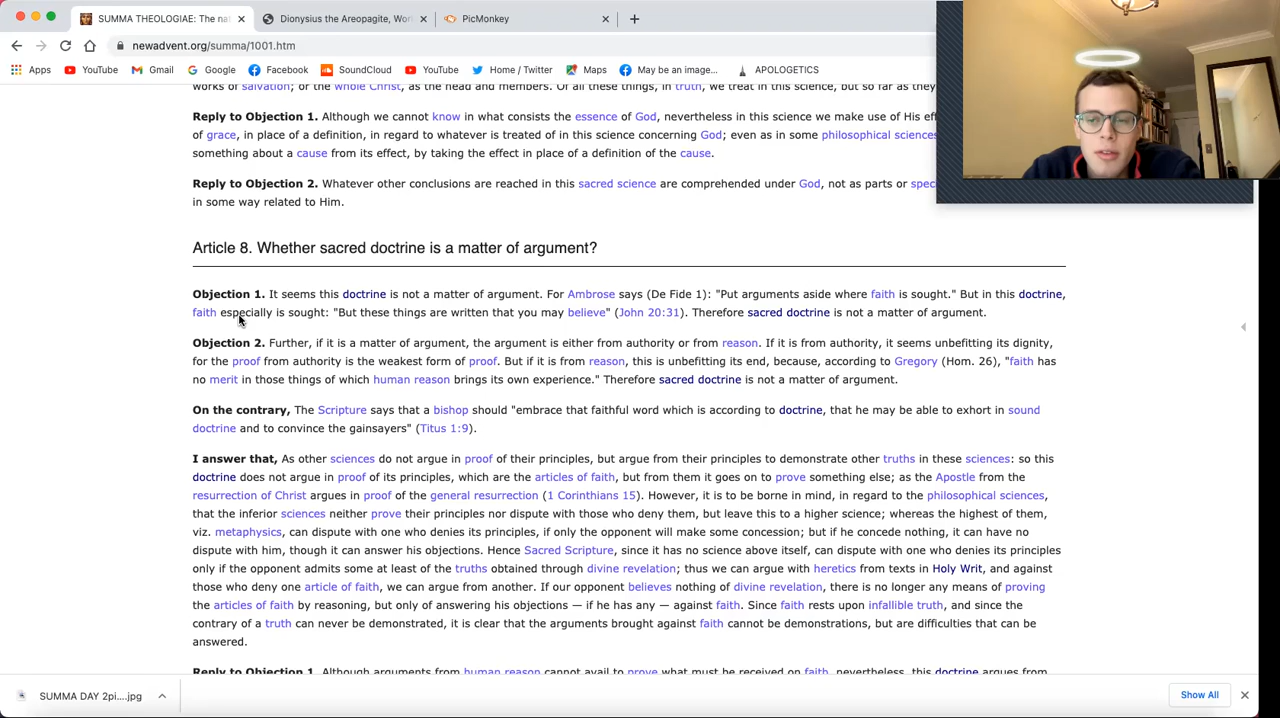 SUMMA THEOLOGIAE: The na
Dionysius the Areopagite, Wor
PicMonkey
newadvent.org/summa/1001.htm
Apps YouTube Gmail Google Facebook SoundCloud YouTube Home / Twitter Maps May be an image... APOLOGETICS
works of salvation; or the whole Christ, as the head and members. Of all these things, in truth, we treat in this science, but so far as they
Reply to Objection 1. Although we cannot know in what consists the essence of God, nevertheless in this science we make use of His eff
of grace, in place of a definition, in regard to whatever is treated of in this science concerning God; even as in some philosophical sciences
something about a cause from its effect, by taking the effect in place of a definition of the cause.
Reply to Objection 2. Whatever other conclusions are reached in this sacred science are comprehended under God, not as parts or spec
in some way related to Him.
Article 8. Whether sacred doctrine is a matter of argument?
Objection 1. It seems this doctrine is not a matter of argument. For Ambrose says (De Fide 1): "Put arguments aside where faith is sought." But in this doctrine,
faith especially is sought: "But these things are written that you may believe" (John 20:31). Therefore sacred doctrine is not a matter of argument.
Objection 2. Further, if it is a matter of argument, the argument is either from authority or from reason. If it is from authority, it seems unbefitting its dignity,
for the proof from authority is the weakest form of proof. But if it is from reason, this is unbefitting its end, because, according to Gregory (Hom. 26), "faith has
no merit in those things of which human reason brings its own experience." Therefore sacred doctrine is not a matter of argument.
On the contrary, The Scripture says that a bishop should "embrace that faithful word which is according to doctrine, that he may be able to exhort in sound
doctrine and to convince the gainsayers" (Titus 1:9).
I answer that, As other sciences do not argue in proof of their principles, but argue from their principles to demonstrate other truths in these sciences: so this
doctrine does not argue in proof of its principles, which are the articles of faith, but from them it goes on to prove something else; as the Apostle from the
resurrection of Christ argues in proof of the general resurrection (1 Corinthians 15). However, it is to be borne in mind, in regard to the philosophical sciences,
that the inferior sciences neither prove their principles nor dispute with those who deny them, but leave this to a higher science; whereas the highest of them,
viz. metaphysics, can dispute with one who denies its principles, if only the opponent will make some concession; but if he concede nothing, it can have no
dispute with him, though it can answer his objections. Hence Sacred Scripture, since it has no science above itself, can dispute with one who denies its principles
only if the opponent admits some at least of the truths obtained through divine revelation; thus we can argue with heretics from texts in Holy Writ, and against
those who deny one article of faith, we can argue from another. If our opponent believes nothing of divine revelation, there is no longer any means of proving
the articles of faith by reasoning, but only of answering his objections — if he has any — against faith. Since faith rests upon infallible truth, and since the
contrary of a truth can never be demonstrated, it is clear that the arguments brought against faith cannot be demonstrations, but are difficulties that can be
answered.
Reply to Objection 1. Although arguments from human reason cannot avail to prove what must be received on faith, nevertheless, this doctrine argues from
SUMMA DAY 2pi....jpg
Show All